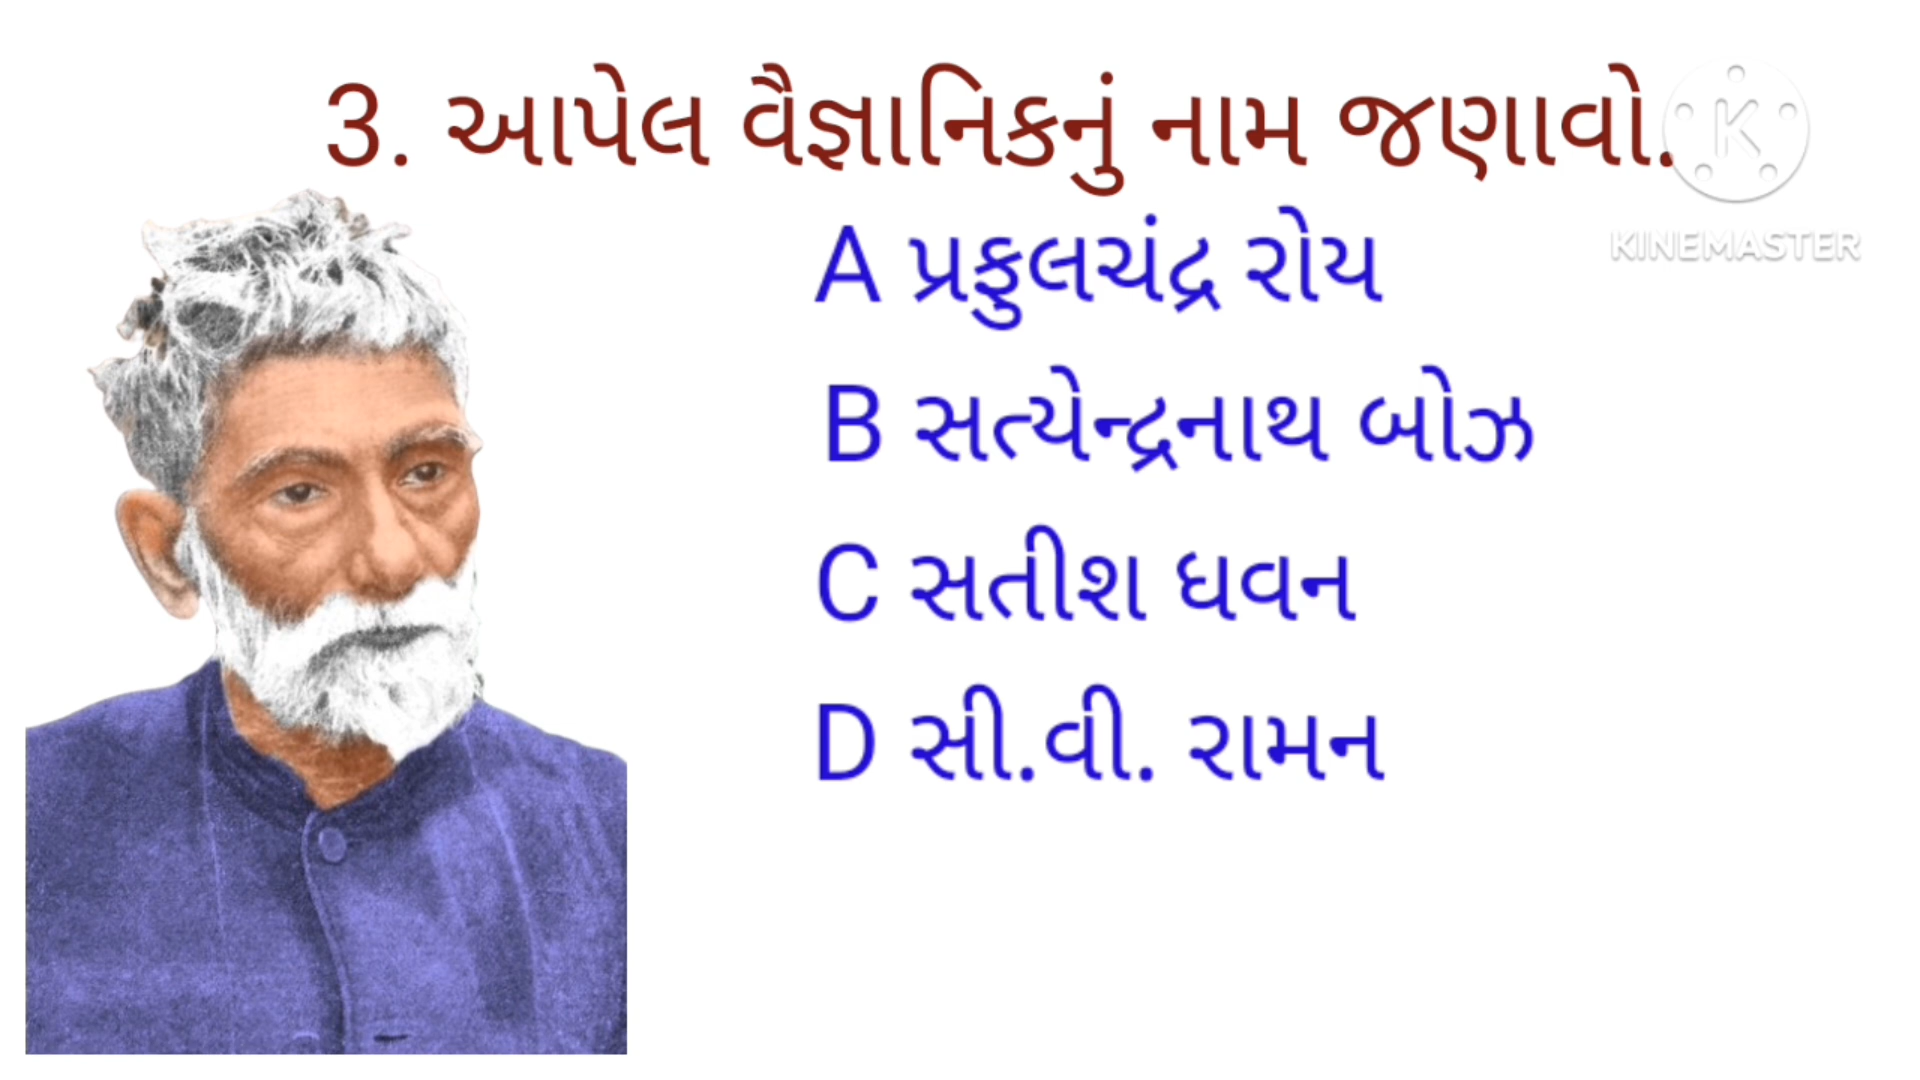 3. આપેલ વૈજ્ઞાનિકનું નામ જણાવો.
K
KINEMASTER
A પ્રફુલચંદ્ર રોય
B સત્યેન્દ્રનાથ બોઝ
C સતીશ ધવન
D સી.વી. રામન